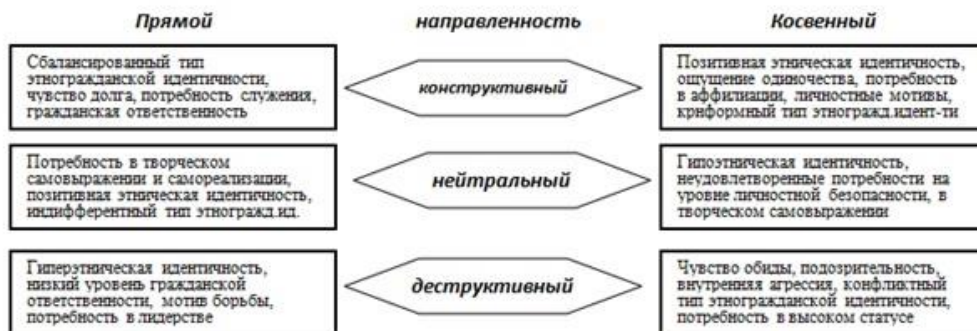 Прямой
направленность
Косвенный
Сбалансированный тип
этногражданской идентичности,
чувство долга, потребность служения,
гражданская ответственность
конструктивный
Позитивная этническая идентичность,
ощущение одиночества, потребность
в аффилиации, личностные мотивы,
крнформный тип этногражд.идент-ти
Потребность в творческом
самовыражении и самореализации,
позитивная этническая идентичность,
индифферентный тип этногражд.ид.
нейтральный
Гипоэтническая идентичность,
неудовлетворенные потребности на
уровне личностной безопасности, в
творческом самовыражении
Гиперэтническая идентичность,
низкий уровень гражданской
ответственности, мотив борьбы,
потребность в лидерстве
деструктивный
Чувство обиды, подозрительность,
внутренняя агрессия, конфликтный
тип этногражданской идентичности,
потребность в высоком статусе